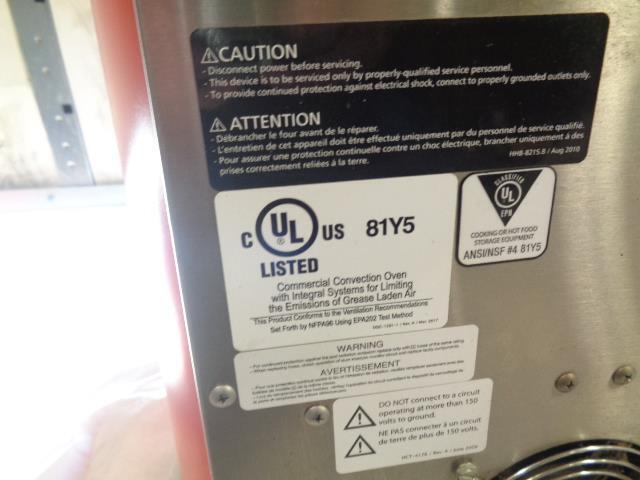 CAUTION
- Disconnect power before servicing.
- This device is to be serviced only by properly-qualified service personnel.
- To provide continued protection against electrical shock, connect to properly grounded outlets only.
ATTENTION
- Débrancher le four avant de le réparer.
- L'entretien de cet appareil doit être effectué uniquement par du personnel de service qualifié.
- Pour assurer une protection continuelle contre un choc électrique, brancher uniquement à des
prises correctement reliées à la terre.
HHB-8215.B / Aug 2010
C UL US 81Y5
®
LISTED
Commercial Convection Oven
with Integral Systems for Limiting
the Emissions of Grease Laden Air
This Product Conforms to the Ventilation Recommendations
Set Forth by NFPA96 Using EPA202 Test Method
CLASSIFIED
UL
EPH
COOKING OR HOT FOOD
STORAGE EQUIPMENT
ANSI/NSF #4 81Y5
WARNING
AVERTISSEMENT
DO NOT connect to a circuit
operating at more than 150
volts to ground.
NE PAS connecter à un circuit
de terre de plus de 150 volts.